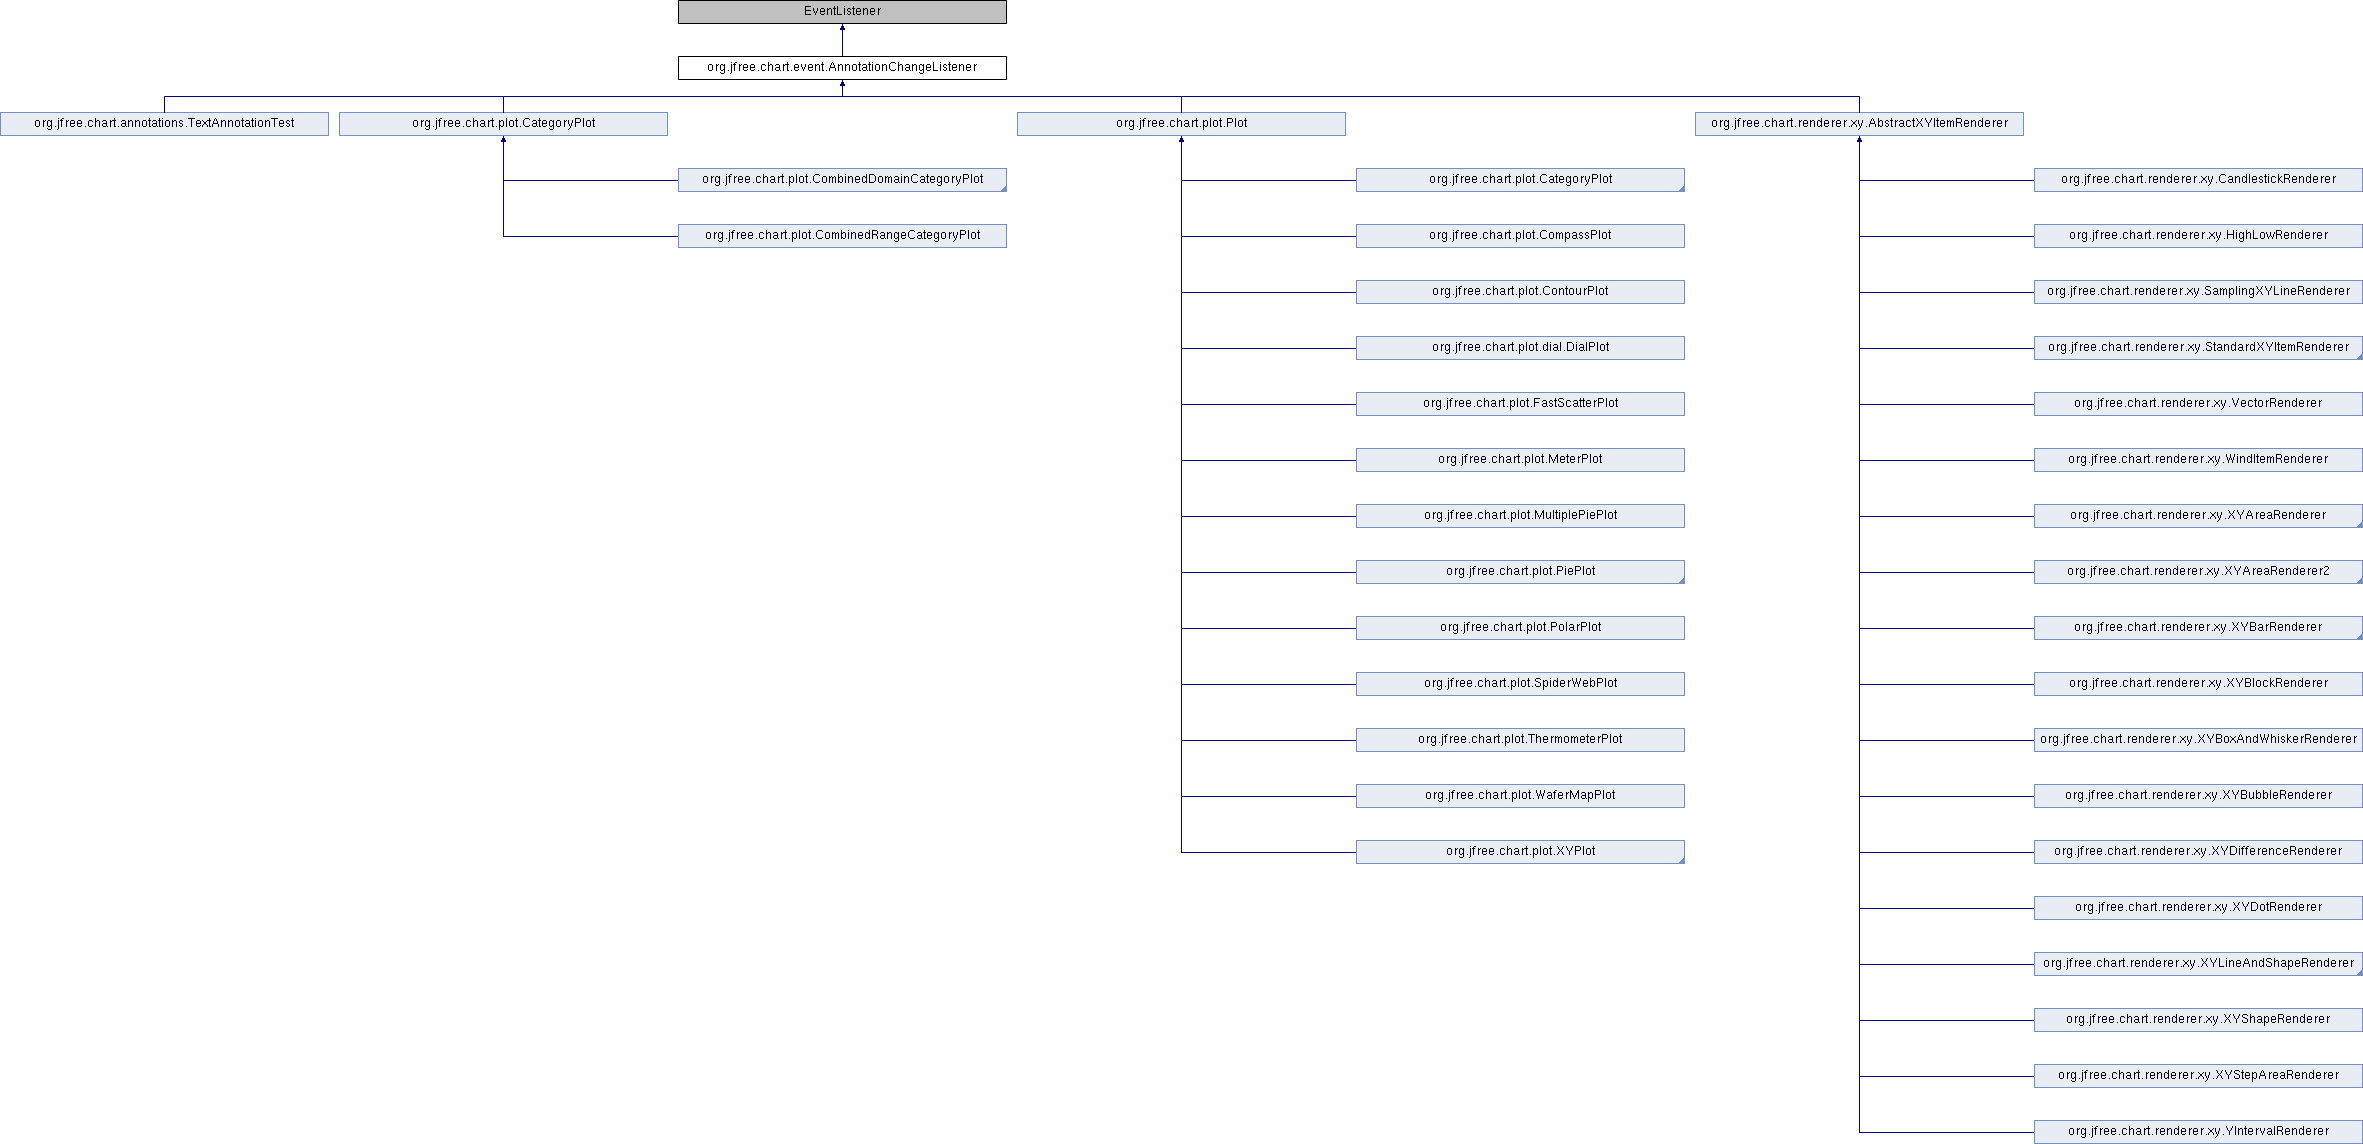 EventListener
org.jfree.chart.event.AnnotationChangeListener
org.jfree.chart.annotations.TextAnnotationTest
org.jfree.chart.plot.CategoryPlot
org.jfree.chart.plot.Plot
org.jfree.chart.renderer.xy.AbstractXYItemRenderer
org.jfree.chart.plot.CombinedDomainCategoryPlot
org.jfree.chart.plot.CombinedRangeCategoryPlot
org.jfree.chart.plot.CategoryPlot
org.jfree.chart.plot.CompassPlot
org.jfree.chart.plot.ContourPlot
org.jfree.chart.plot.dial.DialPlot
org.jfree.chart.plot.FastScatterPlot
org.jfree.chart.plot.MeterPlot
org.jfree.chart.plot.MultiplePiePlot
org.jfree.chart.plot.PiePlot
org.jfree.chart.plot.PolarPlot
org.jfree.chart.plot.SpiderWebPlot
org.jfree.chart.plot.ThermometerPlot
org.jfree.chart.plot.WaferMapPlot
org.jfree.chart.plot.XYPlot
org.jfree.chart.renderer.xy.CandlestickRenderer
org.jfree.chart.renderer.xy.HighLowRenderer
org.jfree.chart.renderer.xy.SamplingXYLineRenderer
org.jfree.chart.renderer.xy.StandardXYItemRenderer
org.jfree.chart.renderer.xy.VectorRenderer
org.jfree.chart.renderer.xy.WindItemRenderer
org.jfree.chart.renderer.xy.XYAreaRenderer
org.jfree.chart.renderer.xy.XYAreaRenderer2
org.jfree.chart.renderer.xy.XYBarRenderer
org.jfree.chart.renderer.xy.XYBlockRenderer
org.jfree.chart.renderer.xy.XYBoxAndWhiskerRenderer
org.jfree.chart.renderer.xy.XYBubbleRenderer
org.jfree.chart.renderer.xy.XYDifferenceRenderer
org.jfree.chart.renderer.xy.XYDotRenderer
org.jfree.chart.renderer.xy.XYLineAndShapeRenderer
org.jfree.chart.renderer.xy.XYShapeRenderer
org.jfree.chart.renderer.xy.XYStepAreaRenderer
org.jfree.chart.renderer.xy.YIntervalRenderer